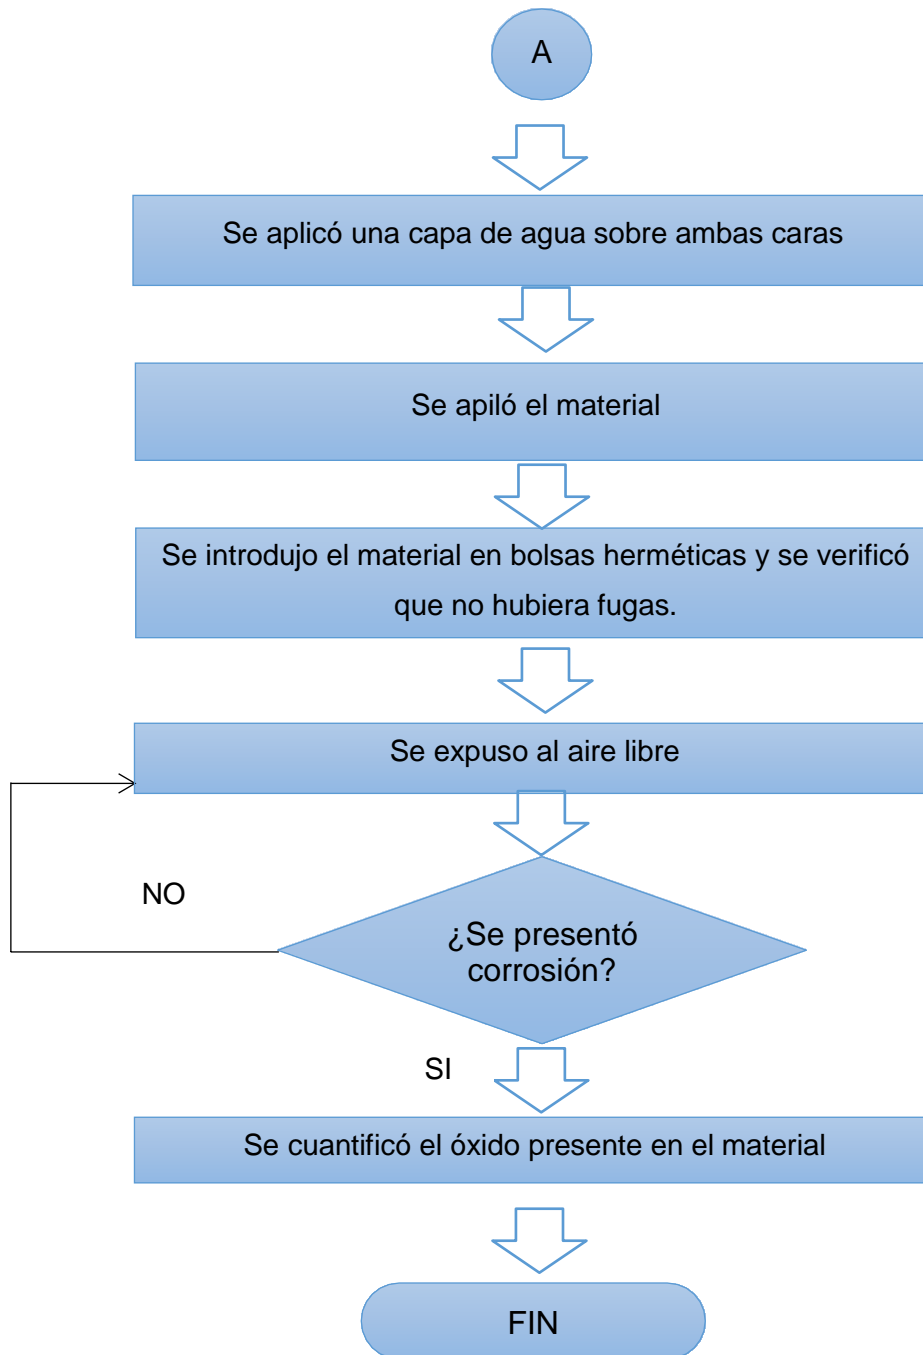 A
Se aplicó una capa de agua sobre ambas caras
Se apiló el material
Se introdujo el material en bolsas herméticas y se verificó
que no hubiera fugas.
Se expuso al aire libre
NO
¿Se presentó
corrosión?
SI
Se cuantificó el óxido presente en el material
FIN